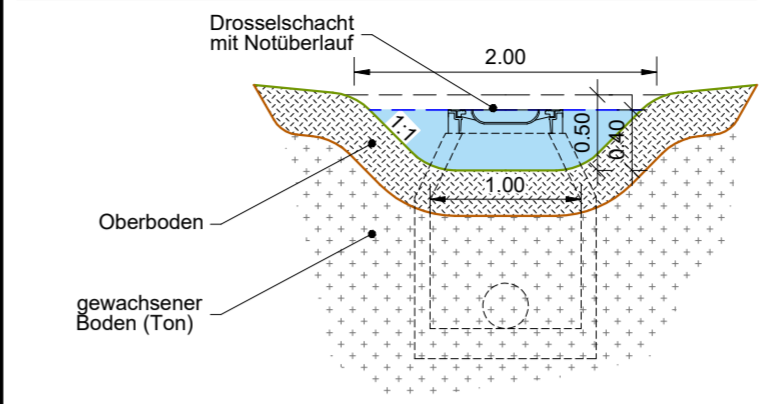 Drosselschacht
mit Notüberlauf
2.00
1:1
0.50
0.40
1.00
Oberboden
gewachsener
Boden (Ton)